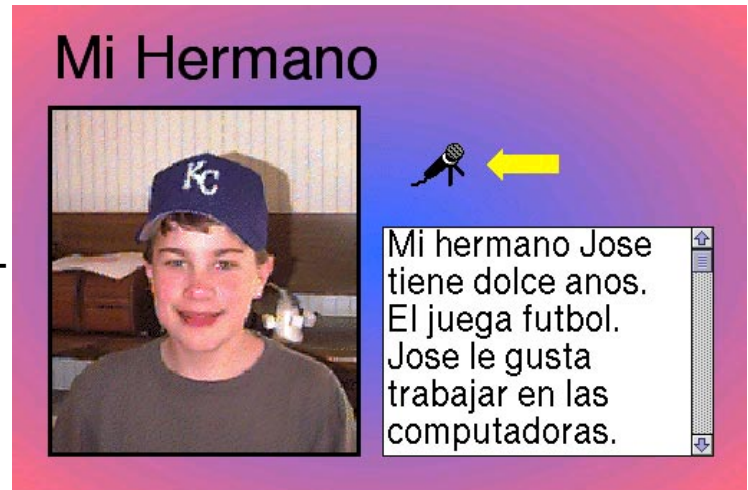 Mi Hermano
KC
Mi hermano Jose
tiene dolce anos.
El juega futbol.
Jose le gusta
trabajar en las
computadoras.